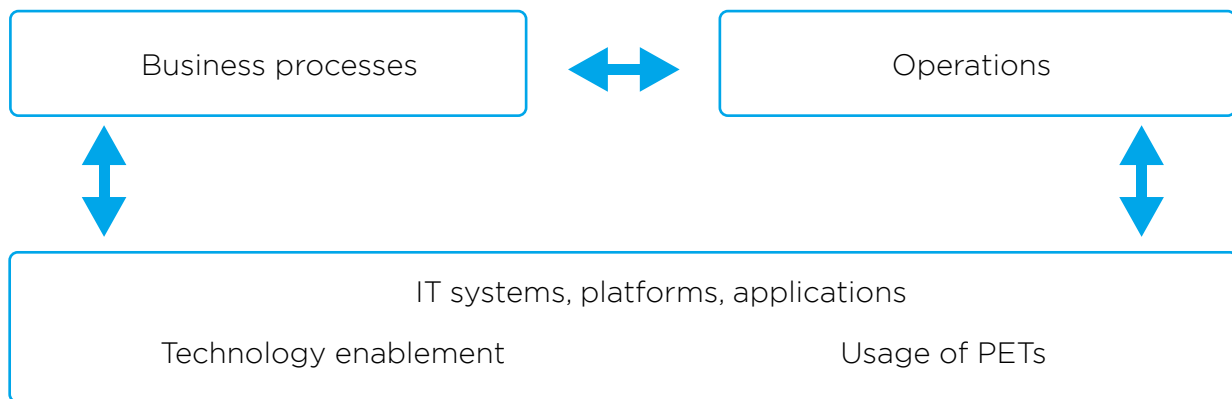 Business processes
Operations
IT systems, platforms, applications
Technology enablement
Usage of PETs